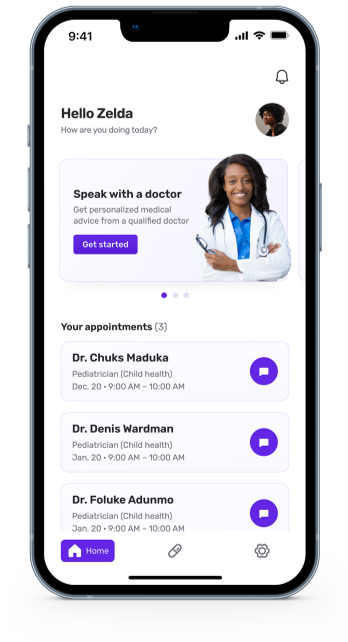 9:41
Hello Zelda
How are you doing today?
Speak with a doctor
Get personalized medical
advice from a qualified doctor
Get started
Your appointments (3)
Dr. Chuks Maduka
Pediatrician (Child health)
Dec, 20 • 9:00 AM – 10:00 AM
Dr. Denis Wardman
Pediatrician (Child health)
Jan, 20 • 9:00 AM – 10:00 AM
Dr. Foluke Adunmo
Pediatrician (Child health)
Jan, 20 • 9:00 AM – 10:00 AM
Home